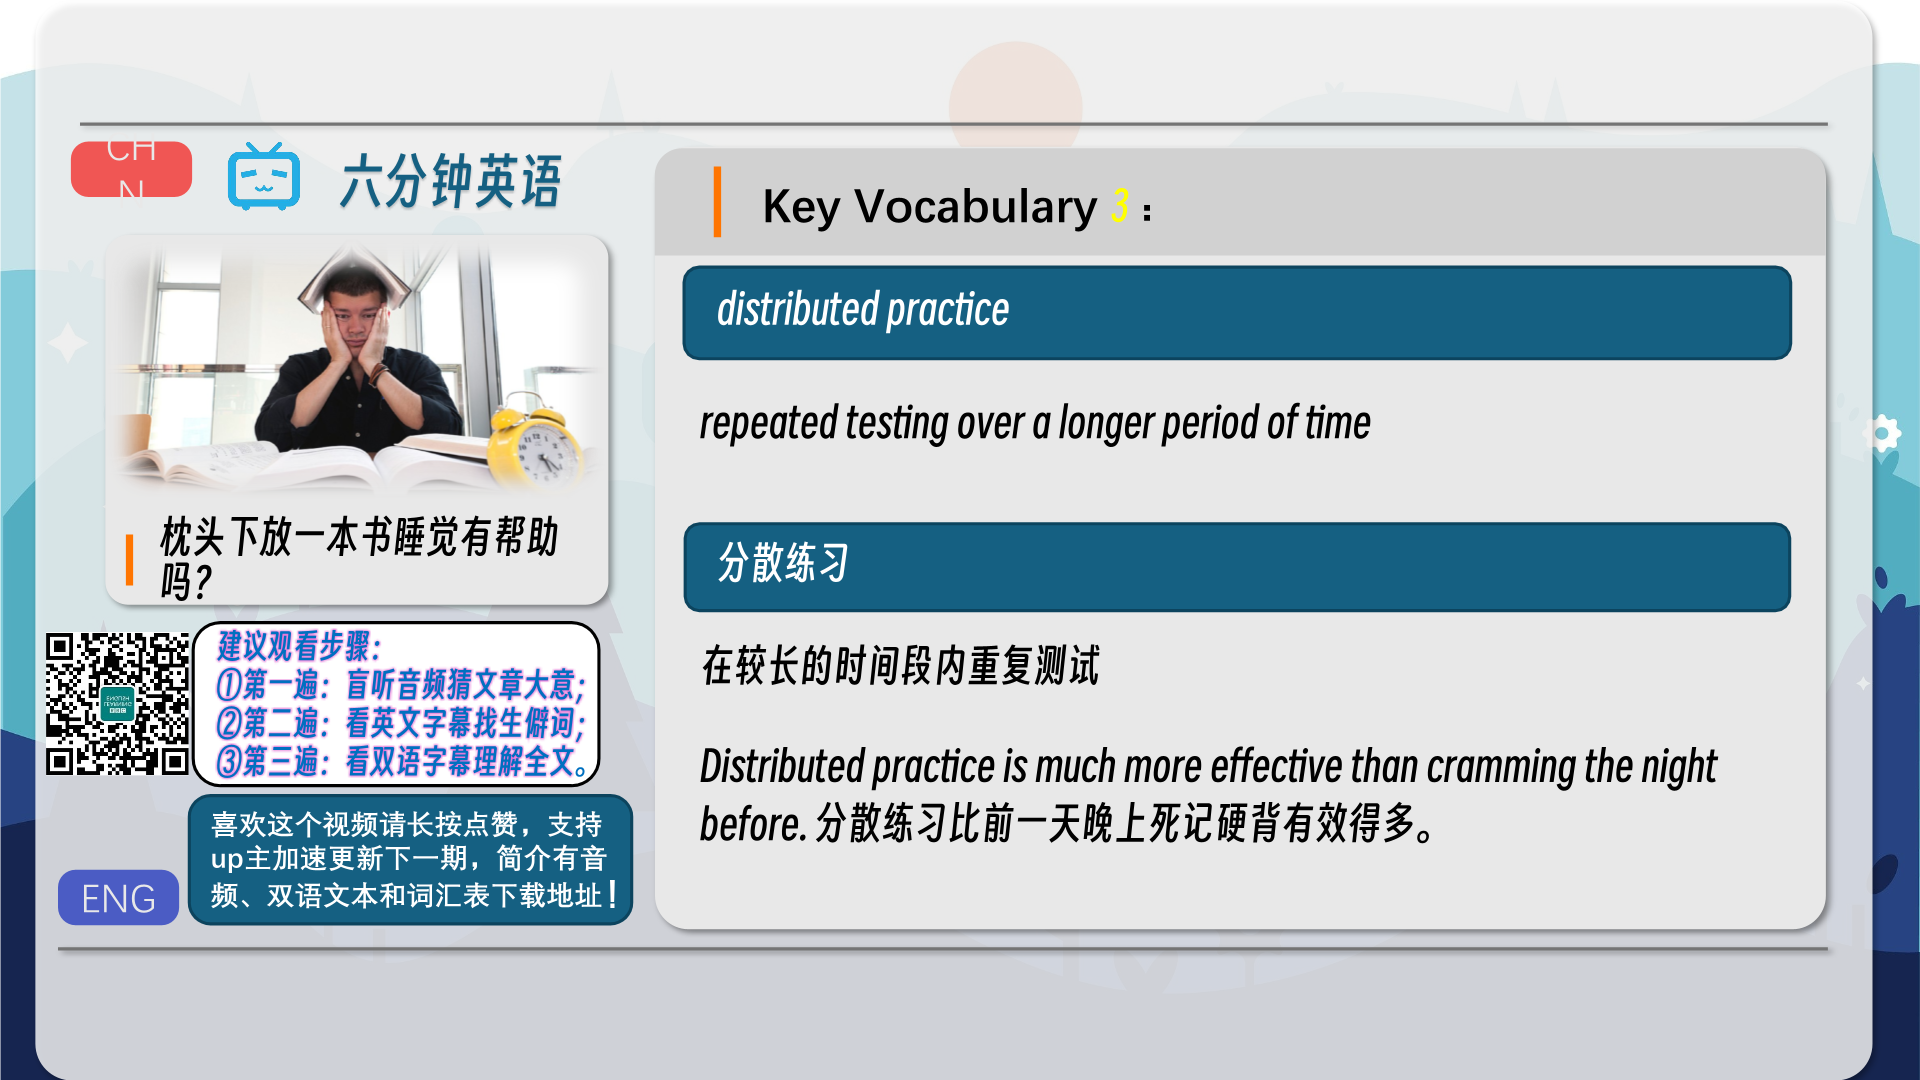 CH
N
六分钟英语
枕头下放一本书睡觉有帮助
吗？
建议观看步骤：
①第一遍：盲听音频猜文章大意；
②第二遍：看英文字幕找生僻词；
③第三遍：看双语字幕理解全文。
喜欢这个视频请长按点赞，支持
up主加速更新下一期，简介有音
频、双语文本和词汇表下载地址！
ENG
Key Vocabulary 3：
distributed practice
repeated testing over a longer period of time
分散练习
在较长的时间段内重复测试
Distributed practice is much more effective than cramming the night
before. 分散练习比前一天晚上死记硬背有效得多。